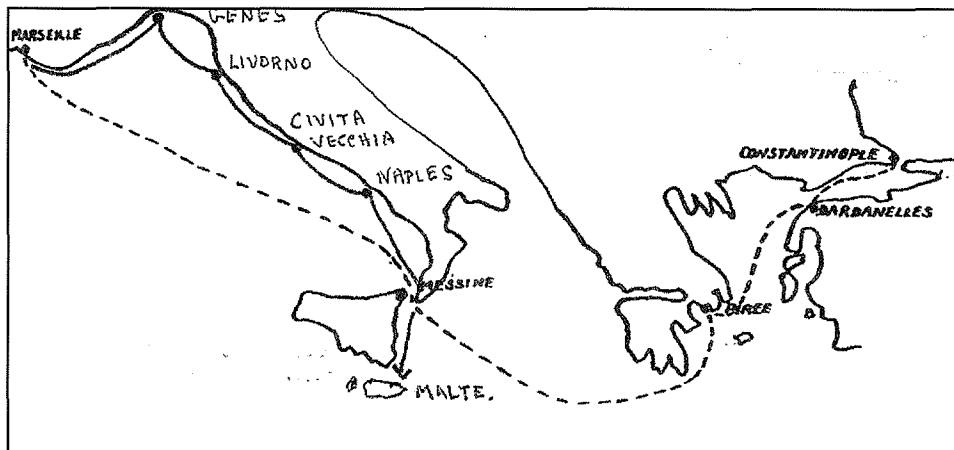 GENES
MARSEILLE
LIVORNO
CIVITA
VECCHIA
NAPLES
CONSTANTINOPLE
DARDANELLES
MESSINE
PIREE
MALTE.